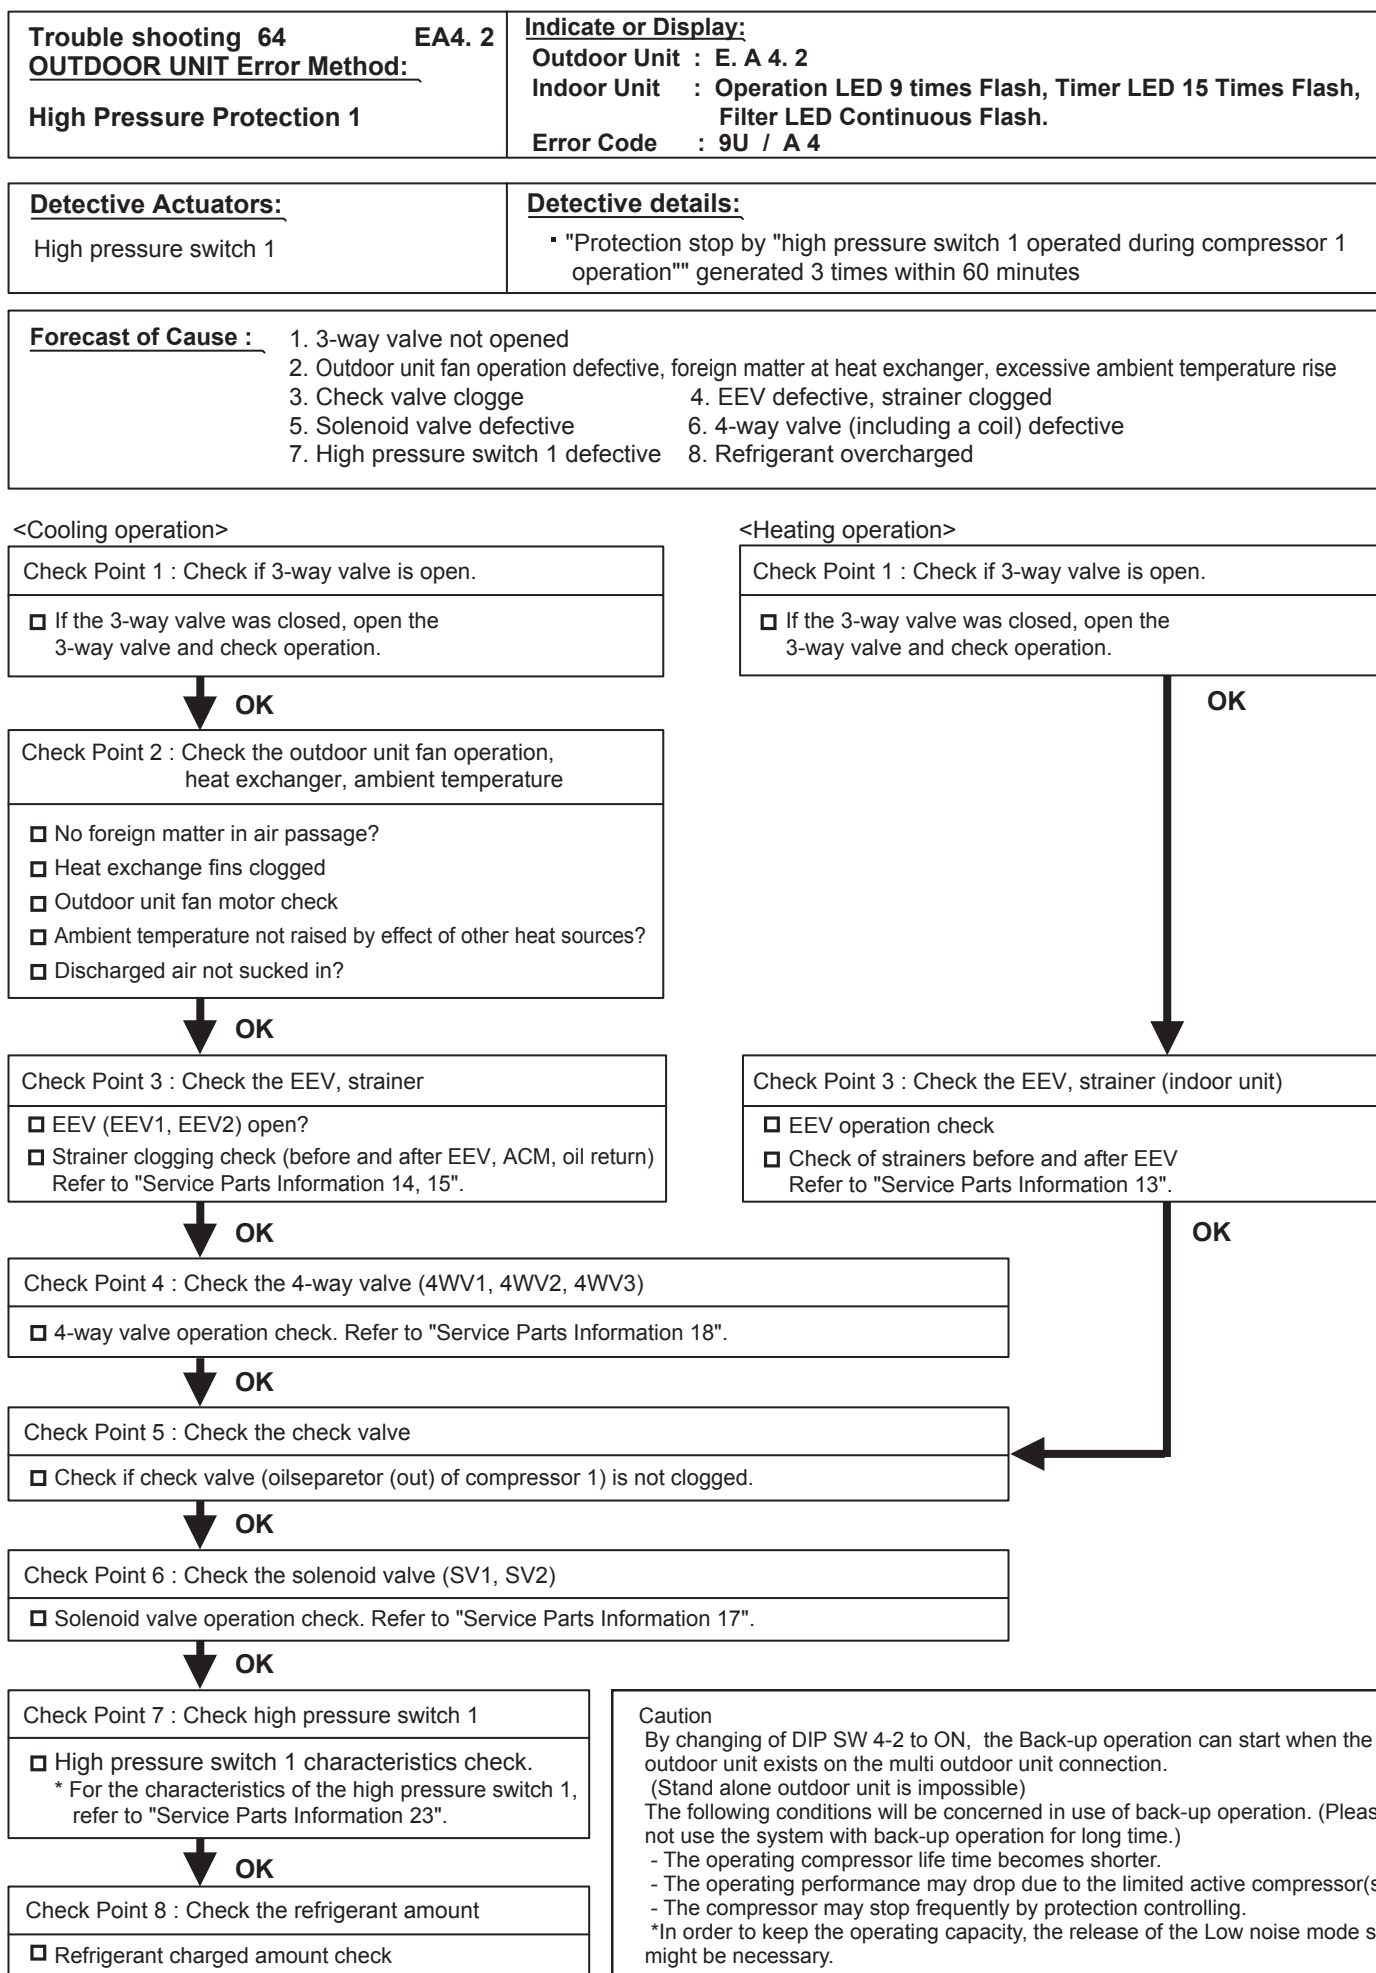 Trouble shooting 64 EA4. 2
OUTDOOR UNIT Error Method:
High Pressure Protection 1
Indicate or Display:
Outdoor Unit : E. A 4. 2
Indoor Unit : Operation LED 9 times Flash, Timer LED 15 Times Flash,
Filter LED Continuous Flash.
Error Code : 9U / A 4
Detective Actuators:
High pressure switch 1
Detective details:
▪ "Protection stop by "high pressure switch 1 operated during compressor 1
operation"" generated 3 times within 60 minutes
Forecast of Cause : 1. 3-way valve not opened
2. Outdoor unit fan operation defective, foreign matter at heat exchanger, excessive ambient temperature rise
3. Check valve clogge 4. EEV defective, strainer clogged
5. Solenoid valve defective 6. 4-way valve (including a coil) defective
7. High pressure switch 1 defective 8. Refrigerant overcharged
<Cooling operation>
Check Point 1 : Check if 3-way valve is open.
If the 3-way valve was closed, open the
3-way valve and check operation.
OK
Check Point 2 : Check the outdoor unit fan operation,
heat exchanger, ambient temperature
No foreign matter in air passage?
Heat exchange fins clogged
Outdoor unit fan motor check
Ambient temperature not raised by effect of other heat sources?
Discharged air not sucked in?
OK
Check Point 3 : Check the EEV, strainer
EEV (EEV1, EEV2) open?
Strainer clogging check (before and after EEV, ACM, oil return)
Refer to "Service Parts Information 14, 15".
OK
<Heating operation>
Check Point 1 : Check if 3-way valve is open.
If the 3-way valve was closed, open the
3-way valve and check operation.
OK
Check Point 3 : Check the EEV, strainer (indoor unit)
EEV operation check
Check of strainers before and after EEV
Refer to "Service Parts Information 13".
OK
Check Point 4 : Check the 4-way valve (4WV1, 4WV2, 4WV3)
4-way valve operation check. Refer to "Service Parts Information 18".
OK
Check Point 5 : Check the check valve
Check if check valve (oilseparetor (out) of compressor 1) is not clogged.
OK
Check Point 6 : Check the solenoid valve (SV1, SV2)
Solenoid valve operation check. Refer to "Service Parts Information 17".
OK
Check Point 7 : Check high pressure switch 1
High pressure switch 1 characteristics check.
* For the characteristics of the high pressure switch 1,
refer to "Service Parts Information 23".
OK
Check Point 8 : Check the refrigerant amount
Refrigerant charged amount check
Caution
By changing of DIP SW 4-2 to ON, the Back-up operation can start when the
outdoor unit exists on the multi outdoor unit connection.
(Stand alone outdoor unit is impossible)
The following conditions will be concerned in use of back-up operation. (Pleas
not use the system with back-up operation for long time.)
- The operating compressor life time becomes shorter.
- The operating performance may drop due to the limited active compressor(s
- The compressor may stop frequently by protection controlling.
*In order to keep the operating capacity, the release of the Low noise mode s
might be necessary.